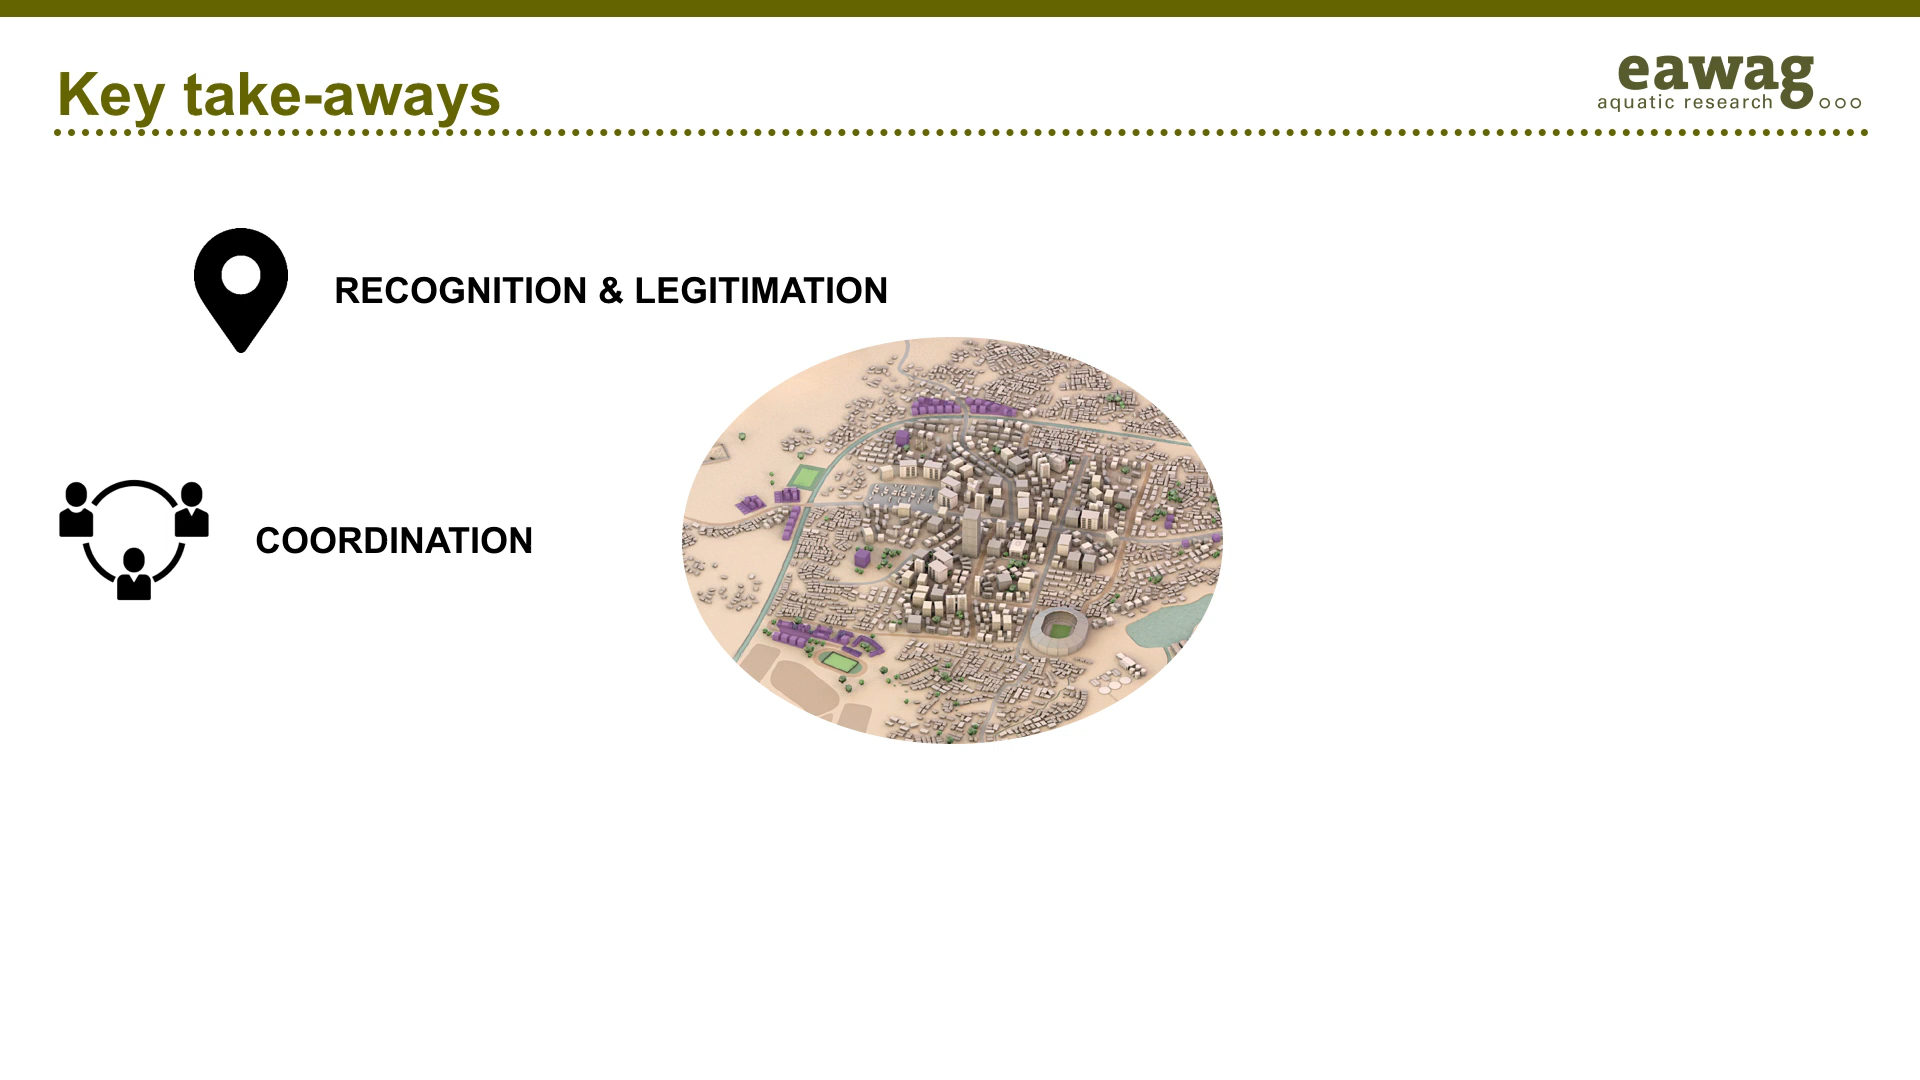 Key take-aways
eawag
aquatic research
RECOGNITION & LEGITIMATION
COORDINATION